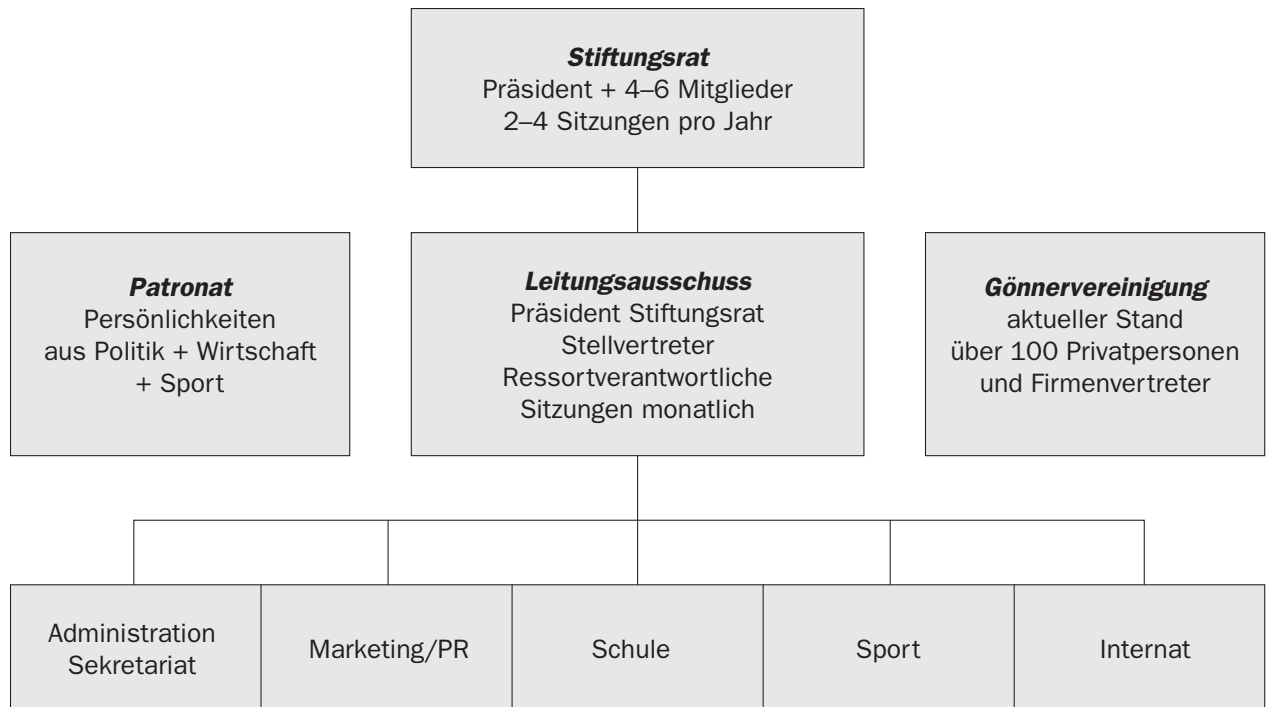 Stiftungsrat
Präsident + 4–6 Mitglieder
2–4 Sitzungen pro Jahr
Patronat
Persönlichkeiten
aus Politik + Wirtschaft
+ Sport
Leitungsausschuss
Präsident Stiftungsrat
Stellvertreter
Ressortverantwortliche
Sitzungen monatlich
Gönnervereinigung
aktueller Stand
über 100 Privatpersonen
und Firmenvertreter
Administration
Sekretariat
Marketing/PR
Schule
Sport
Internat